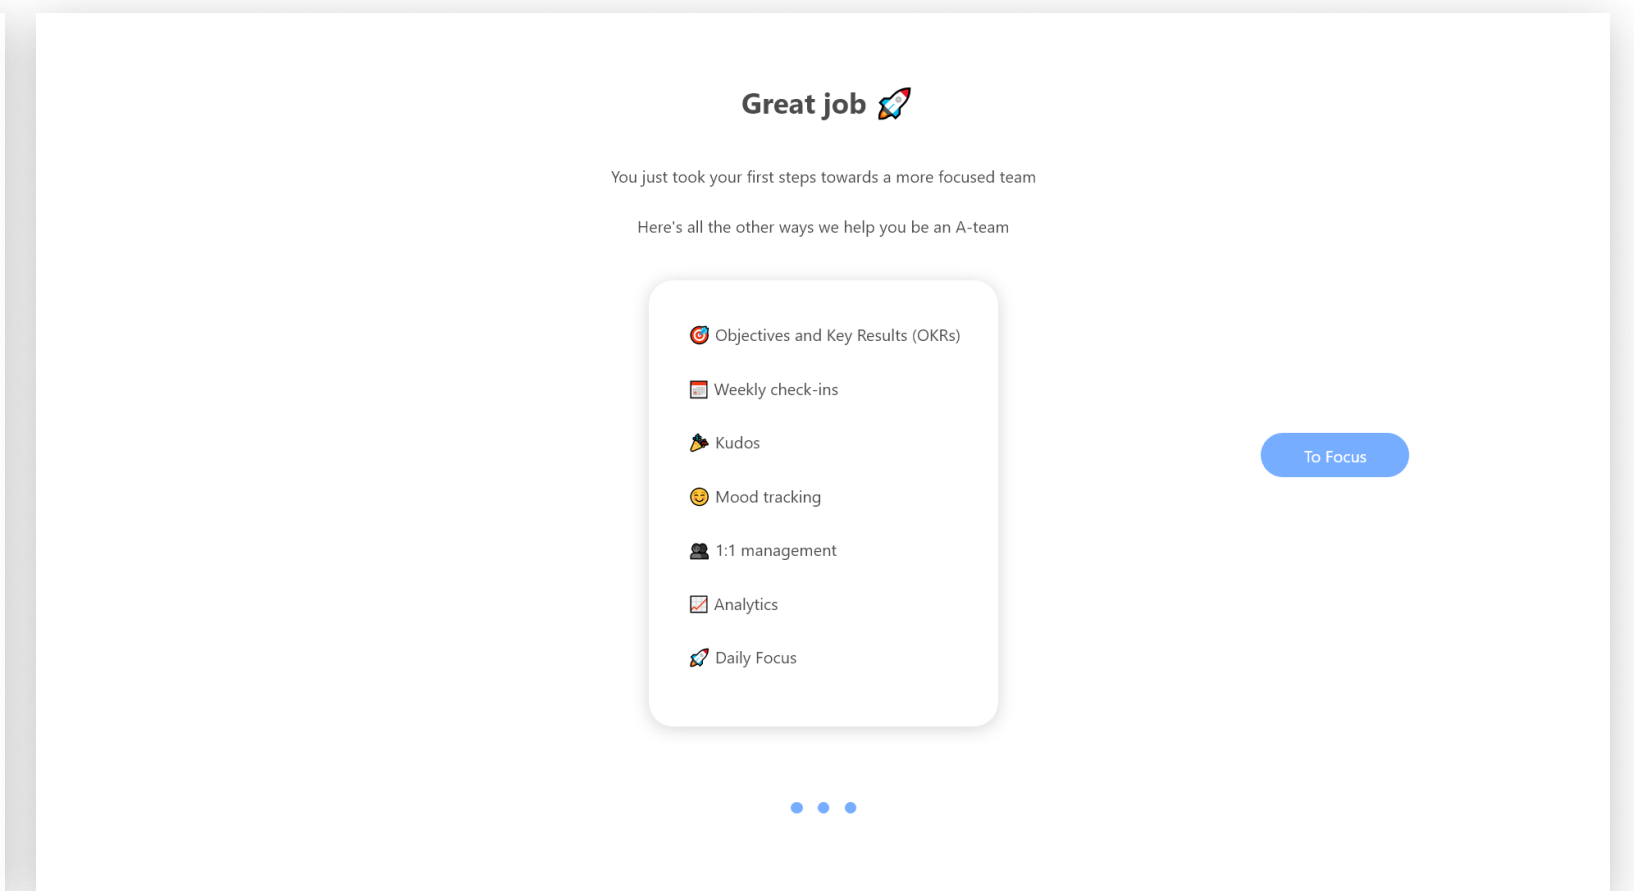 Great job 🚀
You just took your first steps towards a more focused team
Here's all the other ways we help you be an A-team
🎯 Objectives and Key Results (OKRs)
📅 Weekly check-ins
🎉 Kudos
😊 Mood tracking
👥 1:1 management
📈 Analytics
🚀 Daily Focus
To Focus